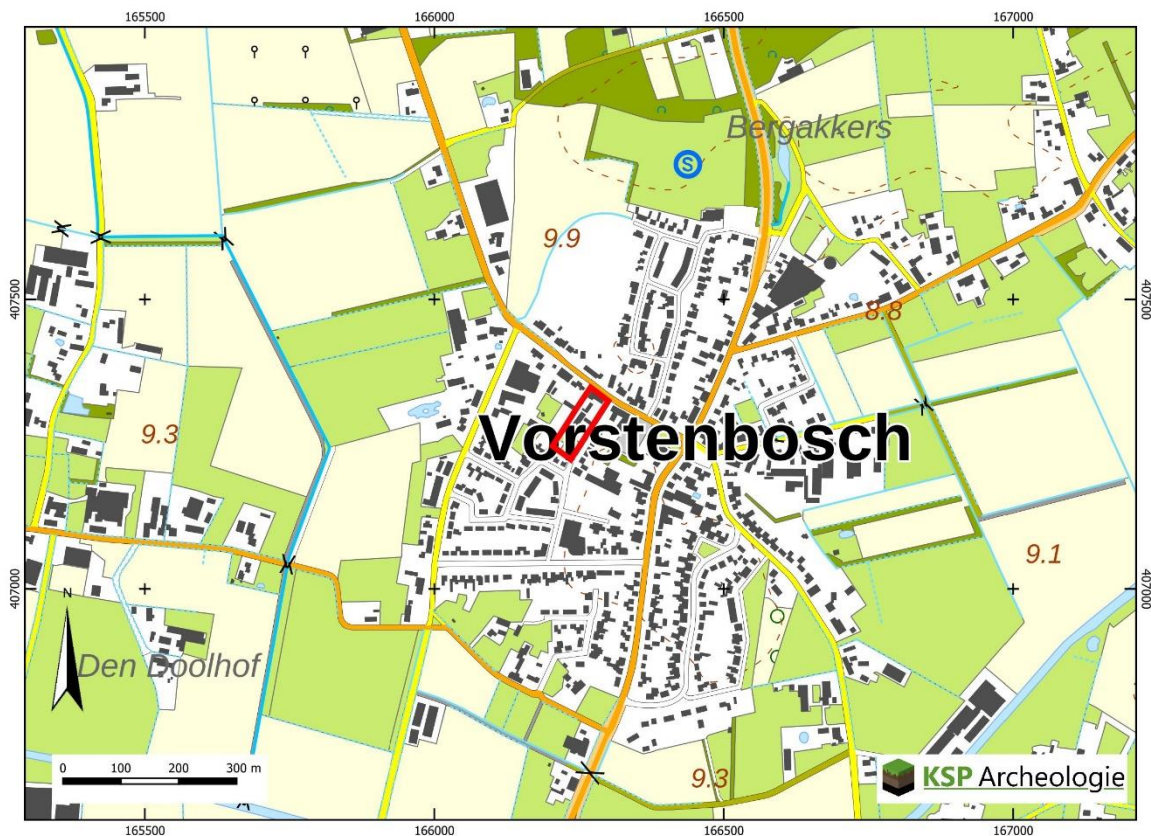 165500 166000 166500 167000
Bergakkers
S
9.9
407500 407500
8.8
9.3
Vorstenbosch
9.1
407000 407000
N
Den Doolhof
9.3
0 100 200 300 m
KSP Archeologie
165500 166000 166500 167000